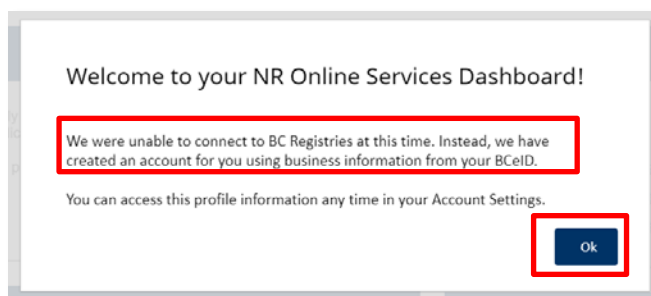 Welcome to your NR Online Services Dashboard!
We were unable to connect to BC Registries at this time. Instead, we have
created an account for you using business information from your BCeID.
You can access this profile information any time in your Account Settings.
Ok